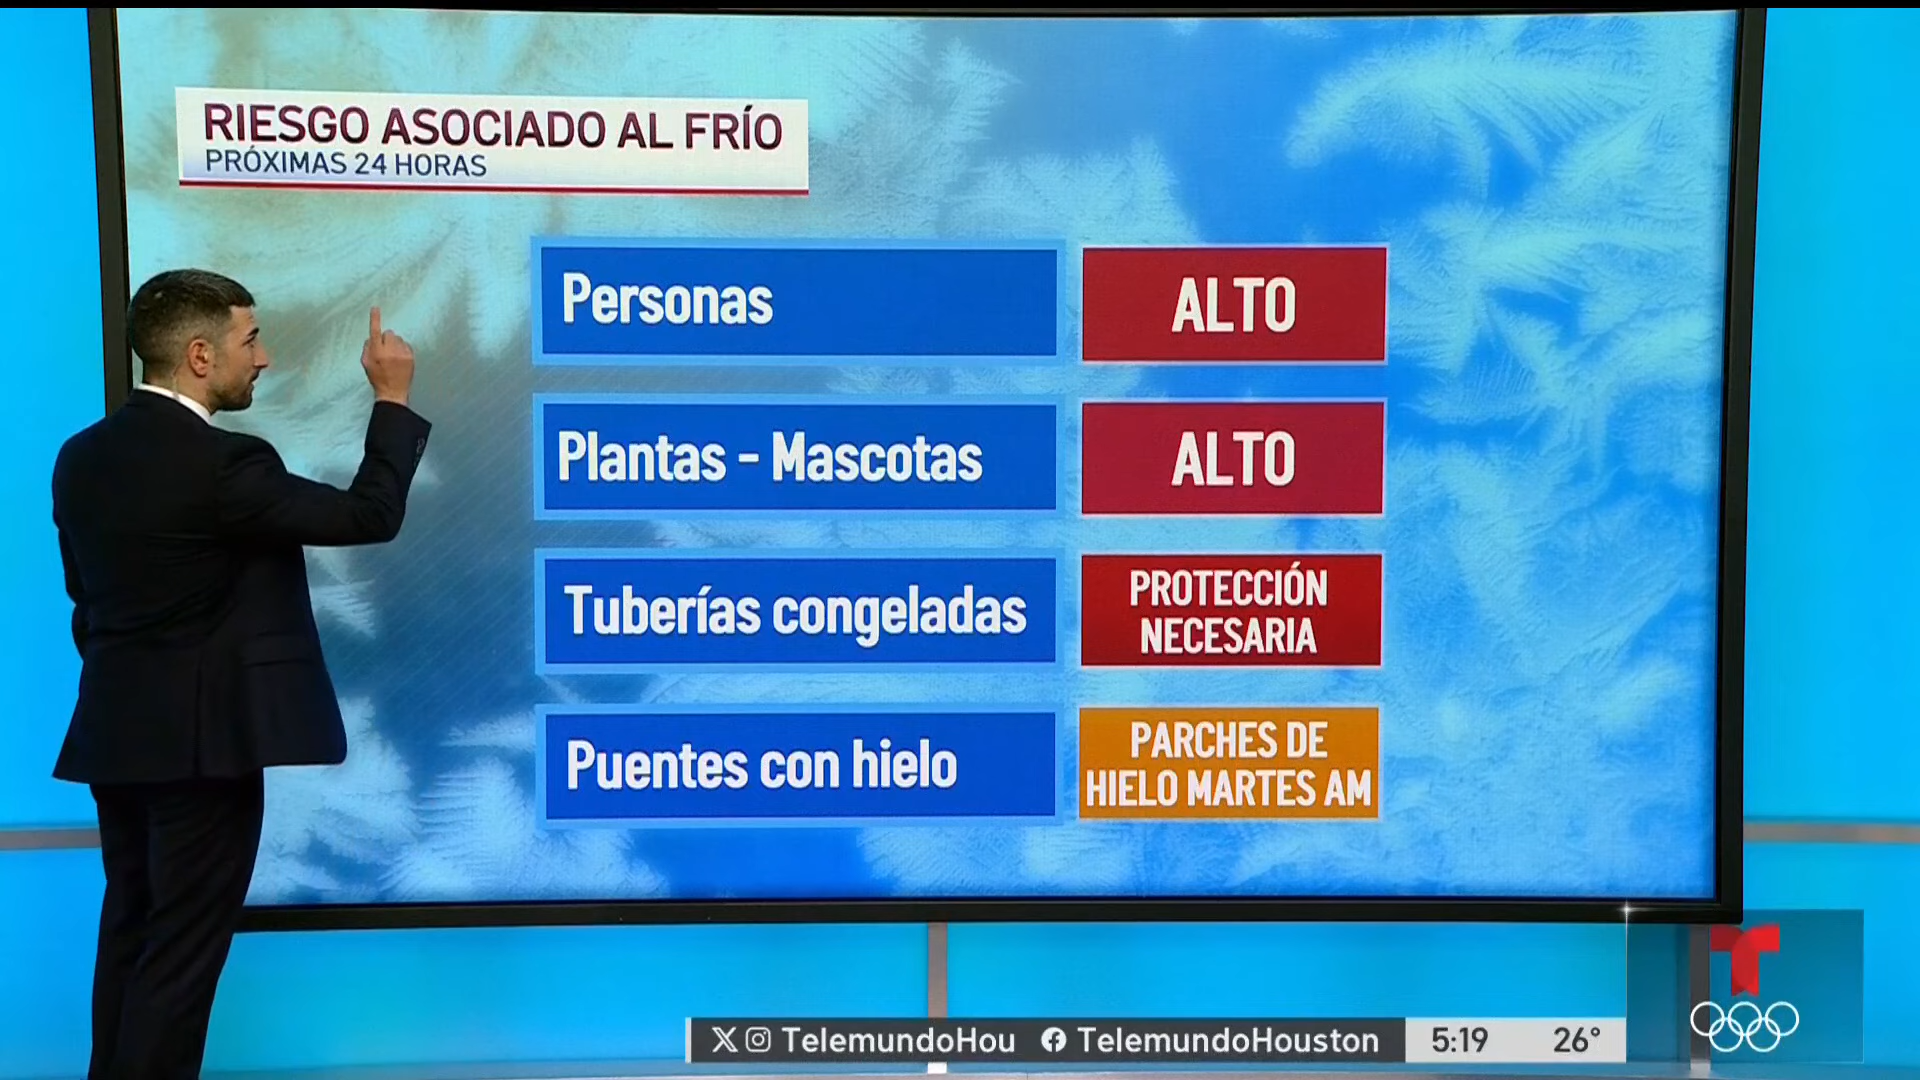 RIESGO ASOCIADO AL FRÍO
PRÓXIMAS 24 HORAS
Personas
ALTO
Plantas - Mascotas
ALTO
Tuberías congeladas
PROTECCIÓN
NECESARIA
Puentes con hielo
PARCHES DE
HIELO MARTES AM
TelemundoHou TelemundoHouston 5:19 26°